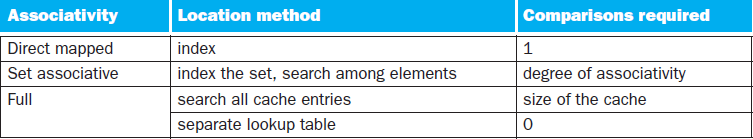 Associativity Location method Comparisons required
Direct mapped index 1
Set associative index the set, search among elements degree of associativity
Full search all cache entries size of the cache
separate lookup table 0